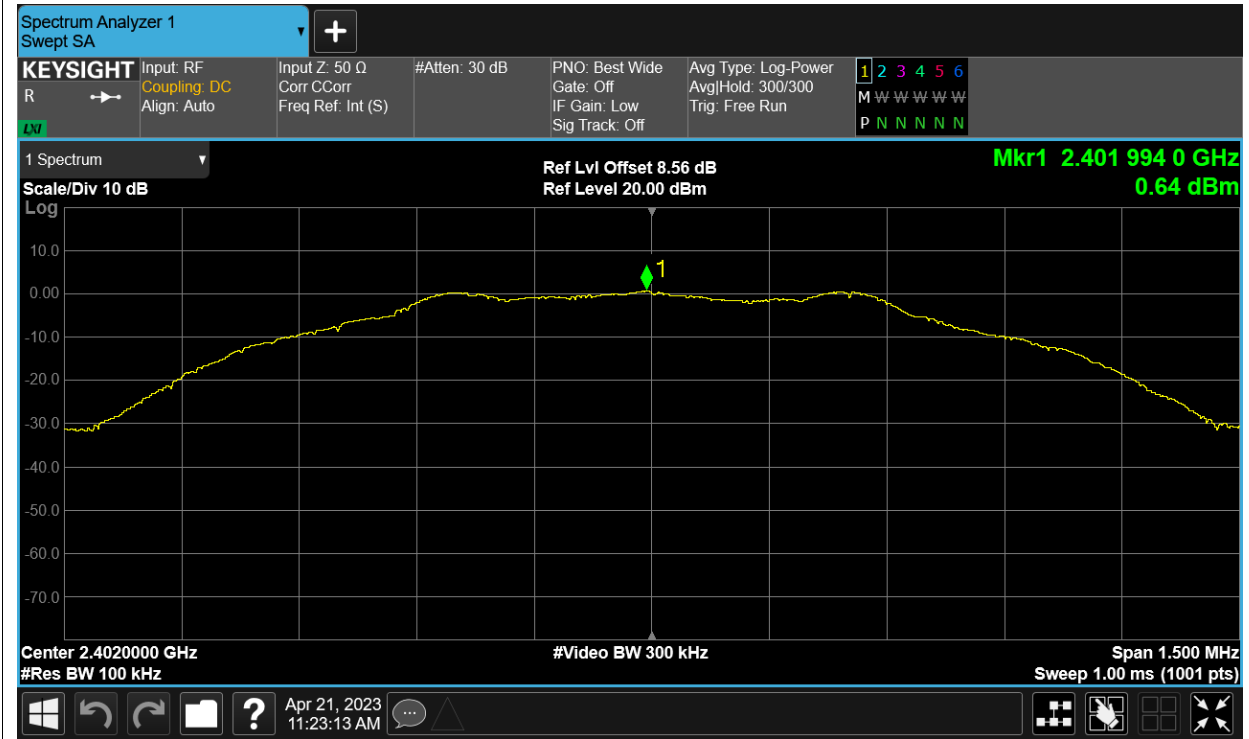 Spectrum Analyzer 1
Swept SA
KEYSIGHT
R
LXI
Input: RF
Coupling: DC
Align: Auto
Input Z: 50 Ω
Corr CCorr
Freq Ref: Int (S)
#Atten: 30 dB
PNO: Best Wide
Gate: Off
IF Gain: Low
Sig Track: Off
Avg Type: Log-Power
Avg|Hold: 300/300
Trig: Free Run
1 2 3 4 5 6
M W W W W W
P N N N N N
1 Spectrum
Scale/Div 10 dB
Log
Ref Lvl Offset 8.56 dB
Ref Level 20.00 dBm
Mkr1 2.401 994 0 GHz
0.64 dBm
1
10.0
0.00
-10.0
-20.0
-30.0
-40.0
-50.0
-60.0
-70.0
Center 2.4020000 GHz
#Video BW 300 kHz
Span 1.500 MHz
#Res BW 100 kHz
Sweep 1.00 ms (1001 pts)
?
Apr 21, 2023
11:23:13 AM